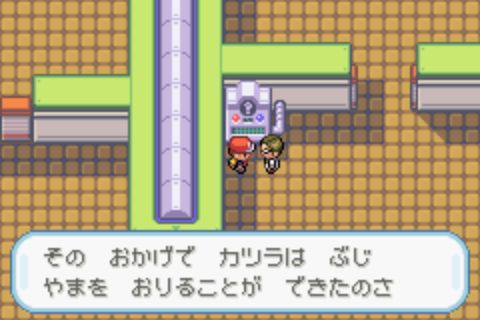 その　おかげで　カツラは　ぶじ
やまを　おりることが　できたのさ